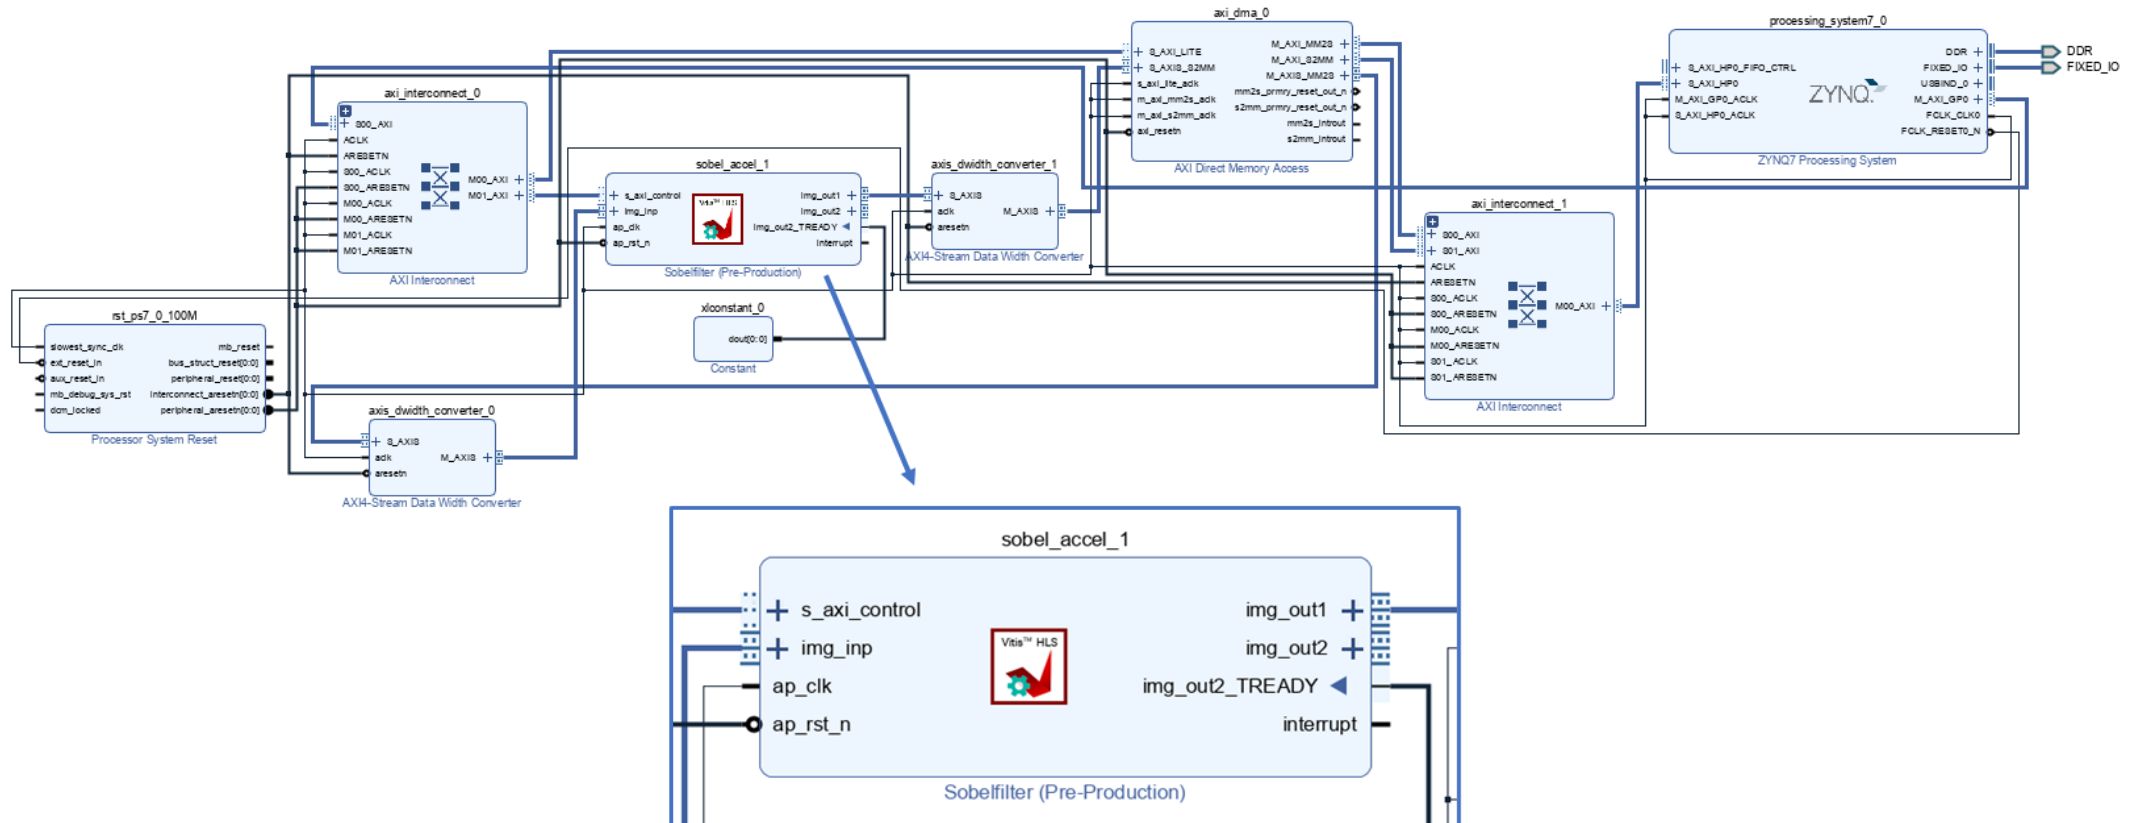 axi_dma_0
S_AXI_LITE
S_AXIS_S2MM
s_axi_lite_aclk
m_axi_mm2s_aclk
m_axi_s2mm_aclk
axi_resetn
M_AXI_MM2S
M_AXI_S2MM
M_AXIS_MM2S
mm2s_prmry_reset_out_n
s2mm_prmry_reset_out_n
mm2s_introut
s2mm_introut
AXI Direct Memory Access
processing_system7_0
S_AXI_HP0_FIFO_CTRL
S_AXI_HP0
M_AXI_GP0_ACLK
S_AXI_HP0_ACLK
ZYNQ
DDR
FIXED_IO
USBIND_0
M_AXI_GP0
FCLK_CLK0
FCLK_RESET0_N
ZYNQ7 Processing System
DDR
FIXED_IO
axi_interconnect_0
S00_AXI
ACLK
ARESETN
S00_ACLK
S00_ARESETN
M00_ACLK
M00_ARESETN
M01_ACLK
M01_ARESETN
M00_AXI
M01_AXI
AXI Interconnect
sobel_accel_1
s_axi_control
img_inp
ap_clk
ap_rst_n
Vitis™ HLS
img_out1
img_out2
img_out2_TREADY
interrupt
Sobelfilter (Pre-Production)
axis_dwidth_converter_1
S_AXIS
aclk
aresetn
M_AXIS
AXI4-Stream Data Width Converter
axi_interconnect_1
S00_AXI
S01_AXI
ACLK
ARESETN
S00_ACLK
S00_ARESETN
M00_ACLK
M00_ARESETN
S01_ACLK
S01_ARESETN
M00_AXI
AXI Interconnect
rst_ps7_0_100M
slowest_sync_clk
ext_reset_in
aux_reset_in
mb_debug_sys_rst
dcm_locked
mb_reset
bus_struct_reset[0:0]
peripheral_reset[0:0]
interconnect_aresetn[0:0]
peripheral_aresetn[0:0]
Processor System Reset
xlconstant_0
dout[0:0]
Constant
axis_dwidth_converter_0
S_AXIS
aclk
aresetn
M_AXIS
AXI4-Stream Data Width Converter
sobel_accel_1
s_axi_control
img_inp
ap_clk
ap_rst_n
Vitis™ HLS
img_out1
img_out2
img_out2_TREADY
interrupt
Sobelfilter (Pre-Production)